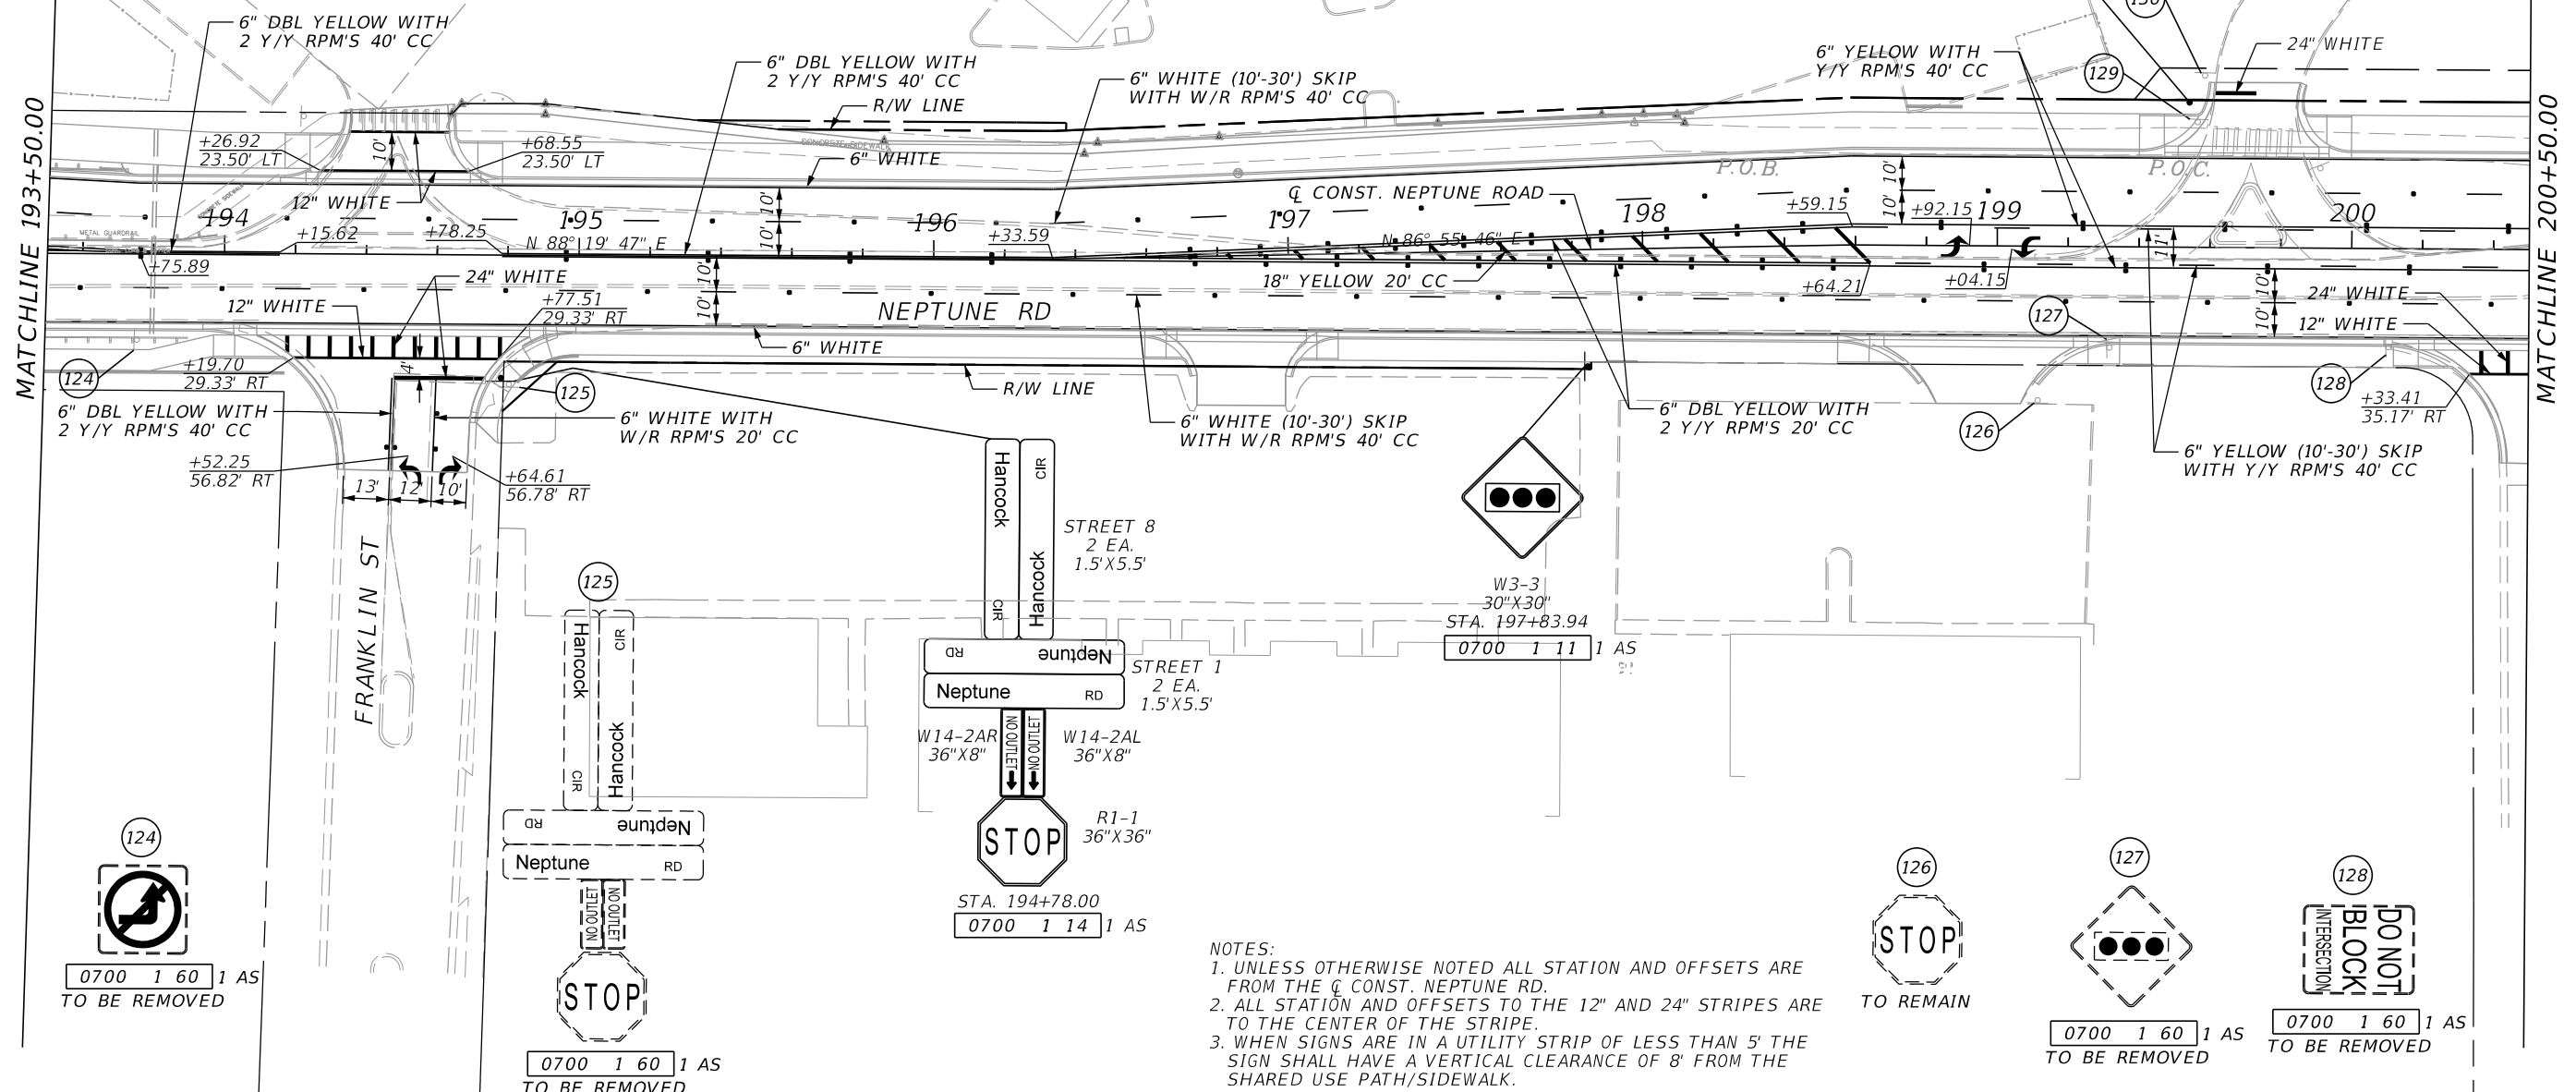 6" DBL YELLOW WITH
2 Y/Y RPM'S 40' CC
6" DBL YELLOW WITH
2 Y/Y RPM'S 40' CC
6" WHITE (10'-30') SKIP
WITH W/R RPM'S 40' CC
R/W LINE
6" YELLOW WITH
Y/Y RPM'S 40' CC
129
24" WHITE
MATCHLINE 193+50.00
MATCHLINE 200+50.00
+26.92
23.50' LT
10'
+68.55
23.50' LT
CONCRETE SIDEWALK
6" WHITE
12" WHITE
CONCRETE SIDEWALK
METAL GUARDRAIL
℄ CONST. NEPTUNE ROAD
P.O.B.
P.O.C.
10'
10'
10'
10'
194
195
196
197
198
199
200
+15.62
+78.25
N 88° 19' 47" E
+33.59
N 86° 55' 46" E
+59.15
+92.15
11'
+75.89
24" WHITE
10'
10'
18" YELLOW 20' CC
+64.21
+04.15
10'
10'
24" WHITE
12" WHITE
12" WHITE
+77.51
29.33' RT
NEPTUNE RD
127
6" WHITE
124
+19.70
29.33' RT
4'
125
R/W LINE
128
+33.41
35.17' RT
6" DBL YELLOW WITH
2 Y/Y RPM'S 40' CC
6" WHITE WITH
W/R RPM'S 20' CC
6" WHITE (10'-30') SKIP
WITH W/R RPM'S 40' CC
6" DBL YELLOW WITH
2 Y/Y RPM'S 20' CC
126
6" YELLOW (10'-30') SKIP
WITH Y/Y RPM'S 40' CC
+52.25
56.82' RT
+64.61
56.78' RT
13'
12'
10'
FRANKLIN ST
Hancock CIR
Hancock CIR
STREET 8
2 EA.
1.5'X5.5'
W3-3
30"X30"
STA. 197+83.94
0700 1 11 1 AS
Neptune RD
Neptune RD
STREET 1
2 EA.
1.5'X5.5'
W14-2AR
36"X8"
NO OUTLET
NO OUTLET
W14-2AL
36"X8"
STOP
R1-1
36"X36"
STA. 194+78.00
0700 1 14 1 AS
125
Hancock CIR
Hancock CIR
Neptune RD
Neptune RD
NO OUTLET
NO OUTLET
STOP
0700 1 60 1 AS
TO BE REMOVED
124
0700 1 60 1 AS
TO BE REMOVED
NOTES:
1. UNLESS OTHERWISE NOTED ALL STATION AND OFFSETS ARE
FROM THE ℄ CONST. NEPTUNE RD.
2. ALL STATION AND OFFSETS TO THE 12" AND 24" STRIPES ARE
TO THE CENTER OF THE STRIPE.
3. WHEN SIGNS ARE IN A UTILITY STRIP OF LESS THAN 5' THE
SIGN SHALL HAVE A VERTICAL CLEARANCE OF 8' FROM THE
SHARED USE PATH/SIDEWALK.
126
STOP
TO REMAIN
127
0700 1 60 1 AS
TO BE REMOVED
128
DO NOT
BLOCK
INTERSECTION
0700 1 60 1 AS
TO BE REMOVED